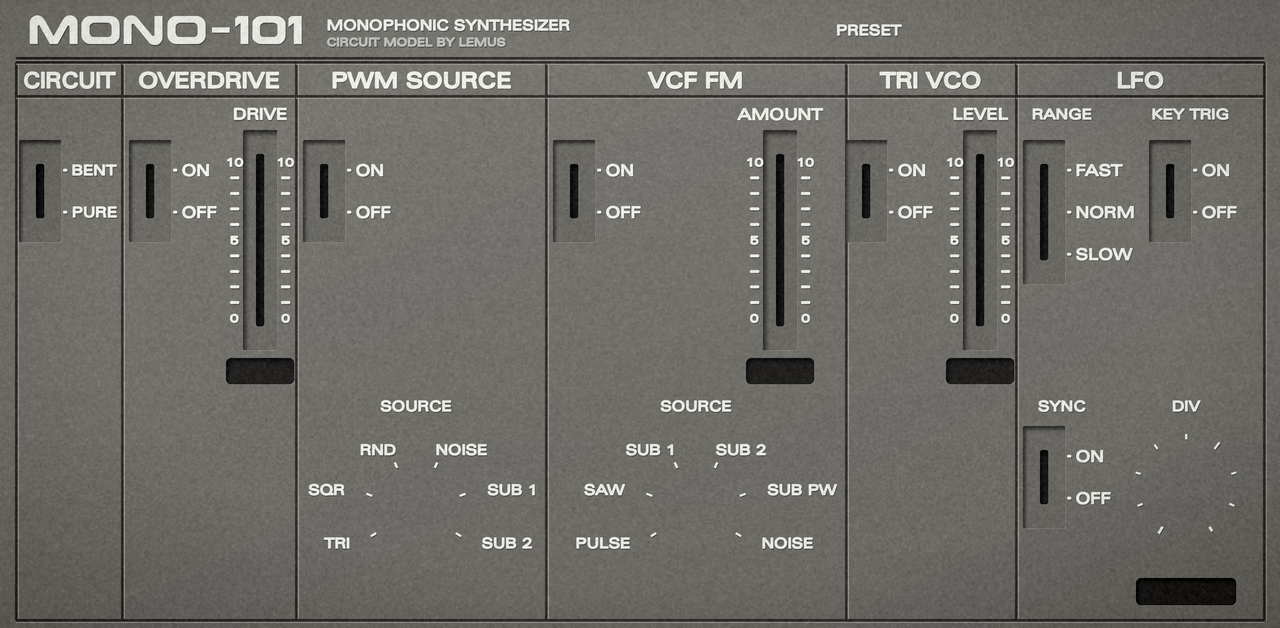 MONO-101
MONOPHONIC SYNTHESIZER
CIRCUIT MODEL BY LEMUS
PRESET
CIRCUIT
BENT
PURE
OVERDRIVE
DRIVE
ON
OFF
10 10
5 5
0 0
PWM SOURCE
ON
OFF
SOURCE
RND NOISE
SQR SUB 1
TRI SUB 2
VCF FM
AMOUNT
ON
OFF
10 10
5 5
0 0
SOURCE
SUB 1 SUB 2
SAW SUB PW
PULSE NOISE
TRI VCO
LEVEL
ON
OFF
10 10
5 5
0 0
LFO
RANGE KEY TRIG
FAST ON
NORM OFF
SLOW
SYNC DIV
ON
OFF